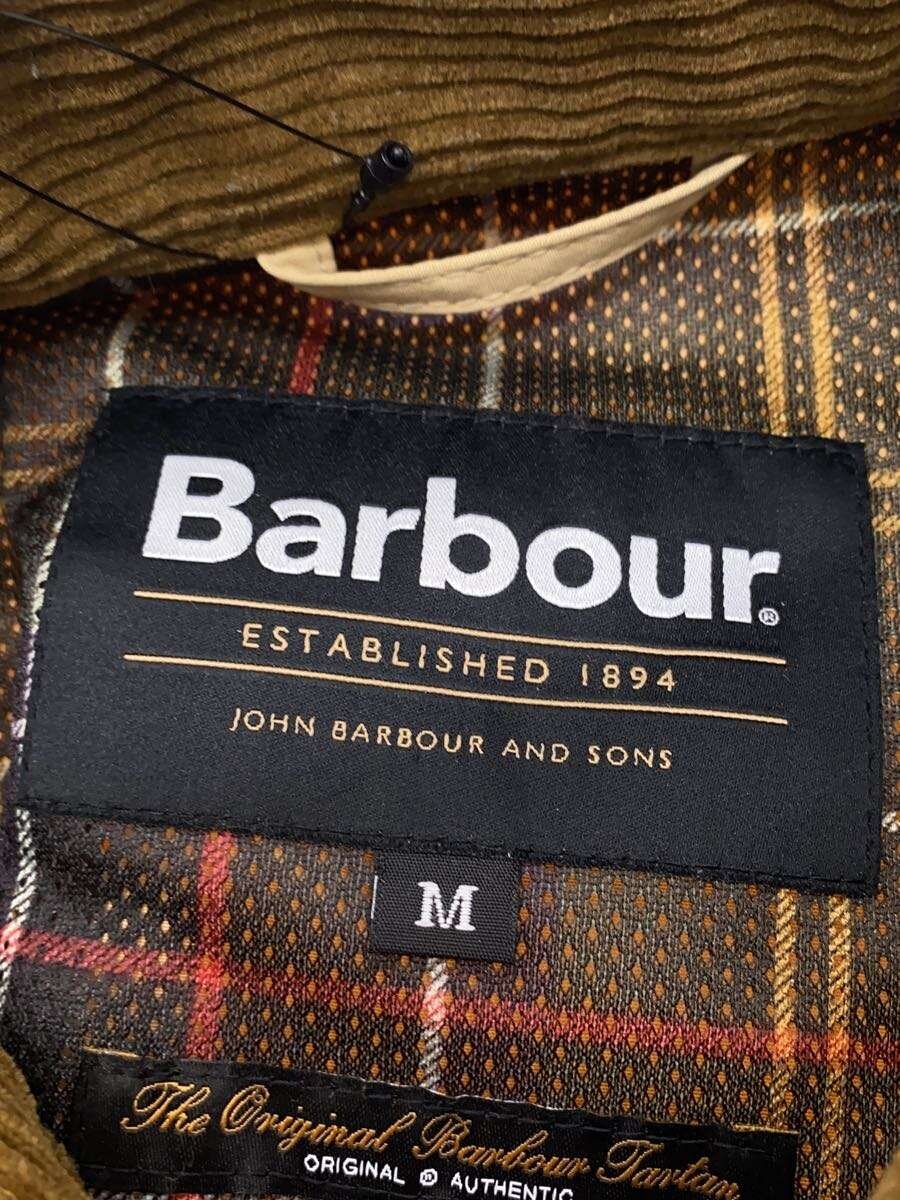 Barbour®
ESTABLISHED 1894
JOHN BARBOUR AND SONS
M
The Original Barbour Tartan
ORIGINAL ® AUTHENTIC